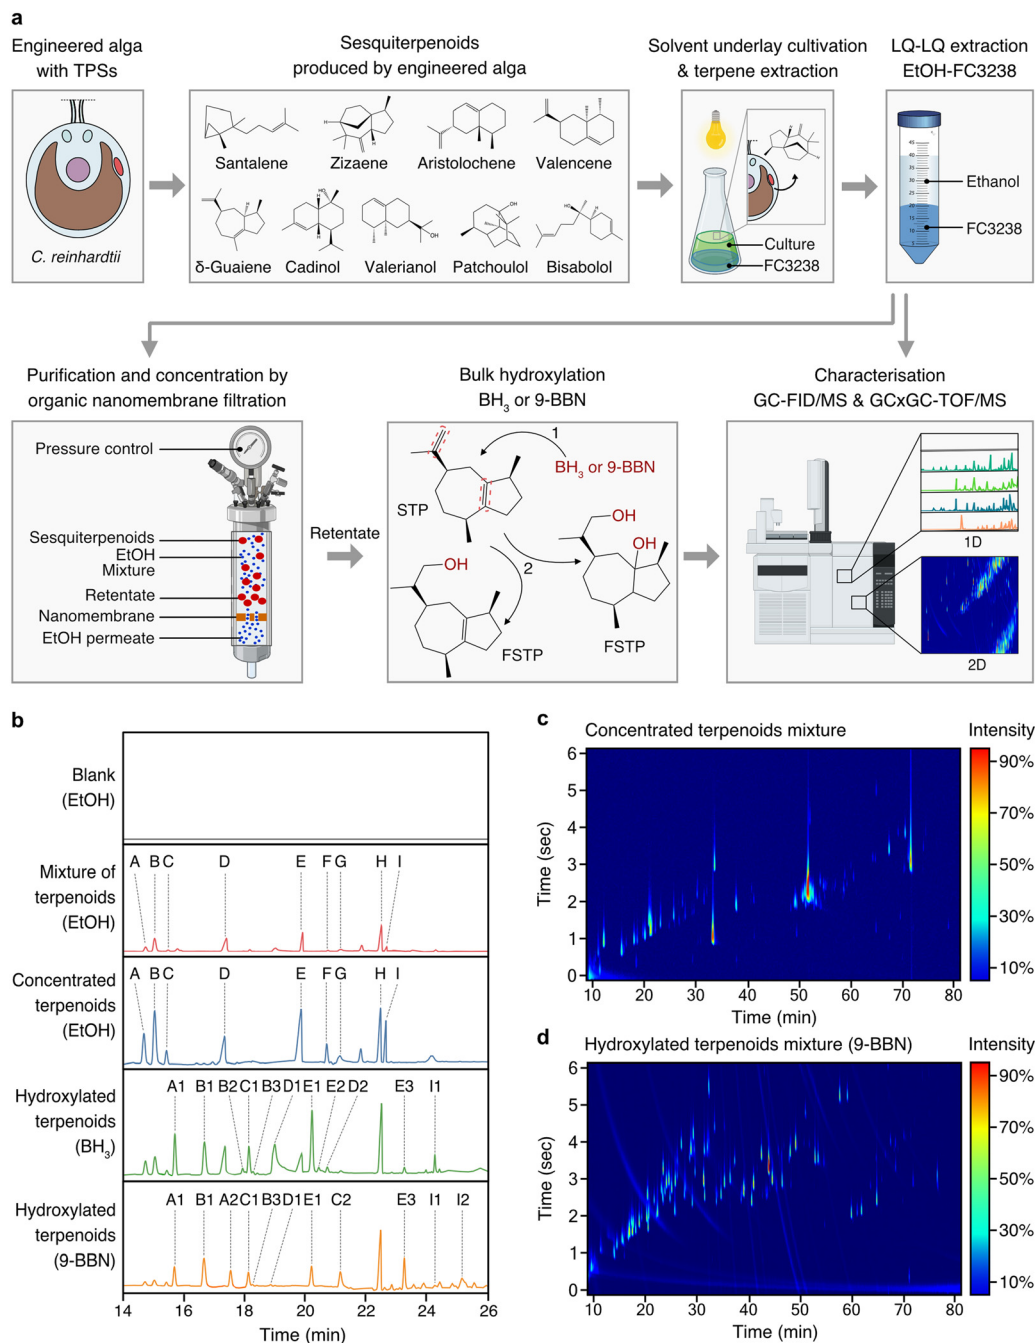 a
Engineered alga
with TPSs
C. reinhardtii
Sesquiterpenoids
produced by engineered alga
Santalene
Zizaene
Aristolochene
Valencene
δ-Guaiene
Cadinol
Valerianol
Patchoulol
Bisabolol
Solvent underlay cultivation
& terpene extraction
Culture
FC3238
LQ-LQ extraction
EtOH-FC3238
Ethanol
FC3238
Purification and concentration by
organic nanomembrane filtration
Pressure control
Sesquiterpenoids
EtOH
Mixture
Retentate
Nanomembrane
EtOH permeate
Retentate
Bulk hydroxylation
BH3 or 9-BBN
1
BH3 or 9-BBN
STP
OH
OH
2
OH
FSTP
FSTP
Characterisation
GC-FID/MS & GCxGC-TOF/MS
1D
2D
b
Blank
(EtOH)
Mixture of
terpenoids
(EtOH)
A B C D E F G H I
Concentrated
terpenoids
(EtOH)
A B C D E F G H I
Hydroxylated
terpenoids
(BH3)
A1 B1 B2 C1 B3 D1 E1 E2 D2 E3 I1
Hydroxylated
terpenoids
(9-BBN)
A1 B1 A2 C1 B3 D1 E1 C2 E3 I1 I2
14 16 18 20 22 24 26
Time (min)
c
Concentrated terpenoids mixture
Intensity
6
5
4
3
2
1
0
Time (sec)
10 20 30 40 50 60 70 80
Time (min)
90%
70%
50%
30%
10%
d
Hydroxylated terpenoids mixture (9-BBN)
Intensity
6
5
4
3
2
1
0
Time (sec)
10 20 30 40 50 60 70 80
Time (min)
90%
70%
50%
30%
10%